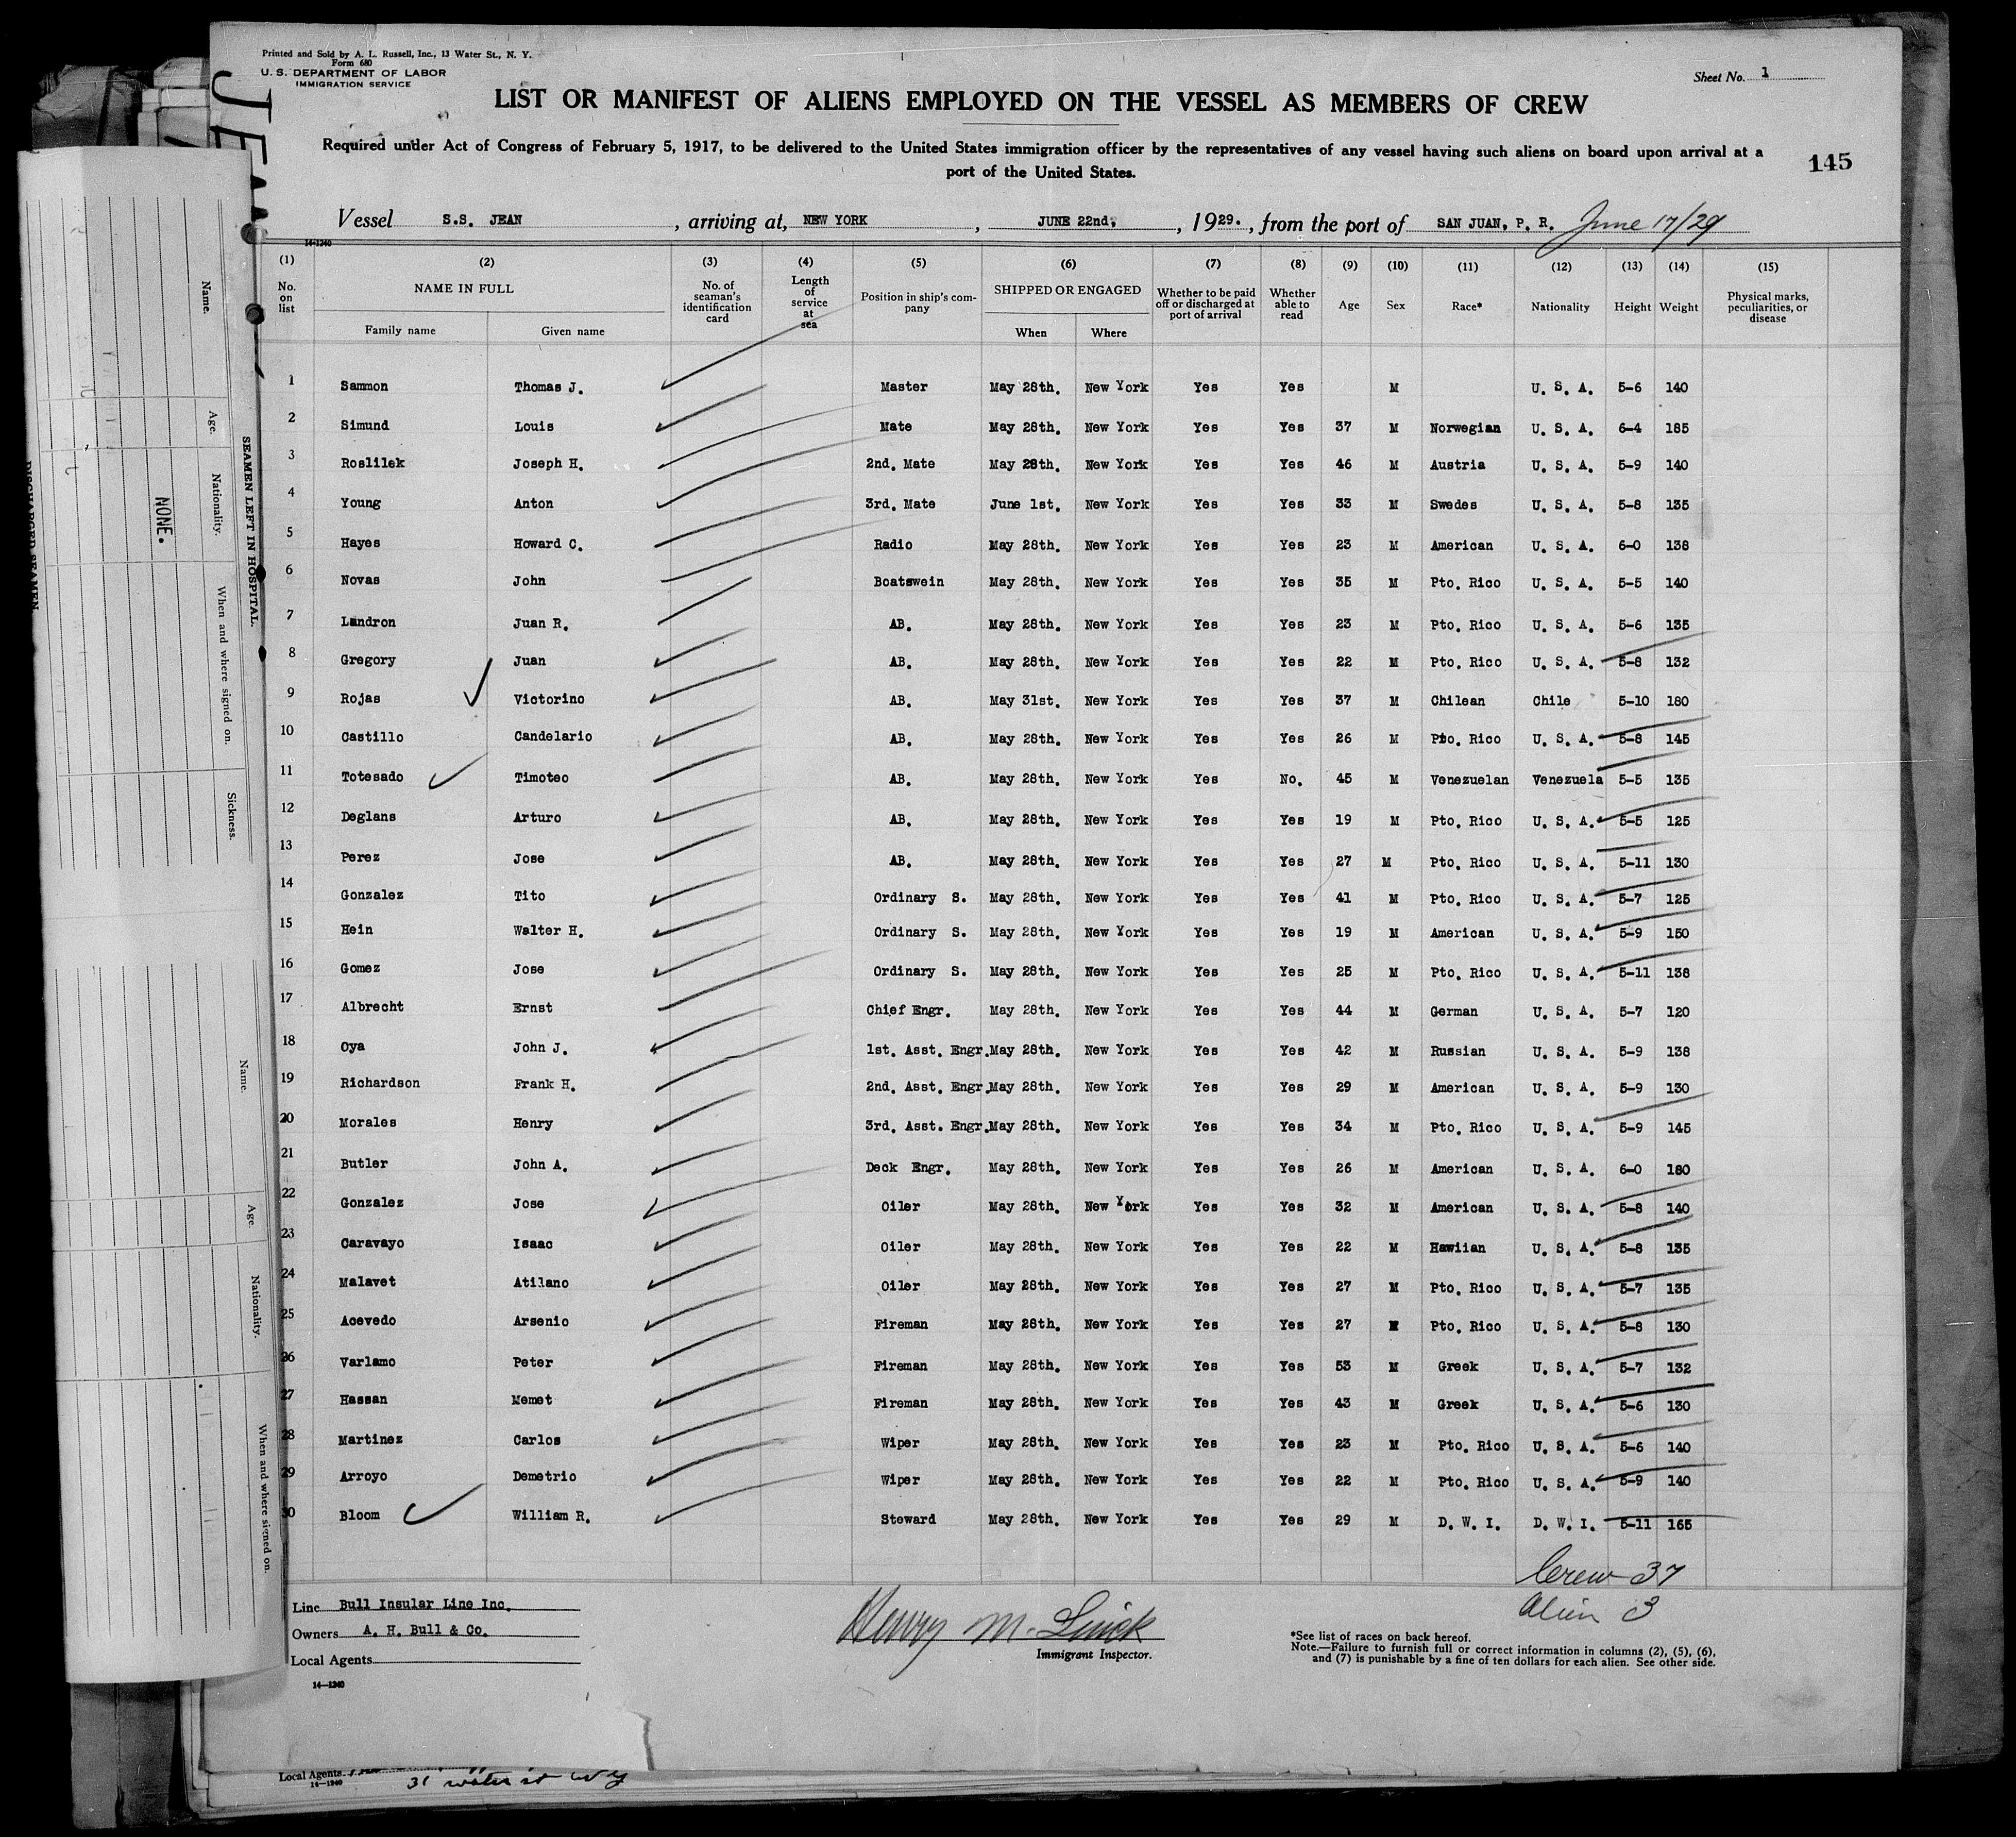 Printed and Sold by A. L. Russell, Inc., 13 Water St., N. Y.
Form 680
U. S. DEPARTMENT OF LABOR
IMMIGRATION SERVICE
Sheet No. 1
LIST OR MANIFEST OF ALIENS EMPLOYED ON THE VESSEL AS MEMBERS OF CREW
Required under Act of Congress of February 5, 1917, to be delivered to the United States immigration officer by the representatives of any vessel having such aliens on board upon arrival at a
port of the United States.
145
Vessel S.S. JEAN, arriving at, NEW YORK, JUNE 22nd, 1929., from the port of SAN JUAN, P. R. June 17/29
14-1240
(1) (2) (3) (4) (5) (6) (7) (8) (9) (10) (11) (12) (13) (14) (15)
No. on list NAME IN FULL Family name Given name No. of seaman's identification card Length of service at sea Position in ship's company SHIPPED OR ENGAGED When Where Whether to be paid off or discharged at port of arrival Whether able to read Age Sex Race* Nationality Height Weight Physical marks, peculiarities, or disease
1 Sammon Thomas J. Master May 28th. New York Yes Yes M U. S. A. 5-6 140
2 Simund Louis Mate May 28th. New York Yes Yes 37 M Norwegian U. S. A. 6-4 185
3 Roslilek Joseph H. 2nd. Mate May 28th. New York Yes Yes 46 M Austria U. S. A. 5-9 140
4 Young Anton 3rd. Mate June 1st. New York Yes Yes 33 M Swedes U. S. A. 5-8 135
5 Hayes Howard C. Radio May 28th. New York Yes Yes 23 M American U. S. A. 6-0 138
6 Novas John Boatswein May 28th. New York Yes Yes 35 M Pto. Rico U. S. A. 5-5 140
7 Landron Juan R. AB. May 28th. New York Yes Yes 23 M Pto. Rico U. S. A. 5-6 135
8 Gregory Juan AB. May 28th. New York Yes Yes 22 M Pto. Rico U. S. A. 5-8 132
9 Rojas Victorino AB. May 31st. New York Yes Yes 37 M Chilean Chile 5-10 180
10 Castillo Candelario AB. May 28th. New York Yes Yes 26 M Pto. Rico U. S. A. 5-8 145
11 Totesado Timoteo AB. May 28th. New York Yes No. 45 M Venezuelan Venezuela 5-5 135
12 Deglans Arturo AB. May 28th. New York Yes Yes 19 M Pto. Rico U. S. A. 5-5 125
13 Perez Jose AB. May 28th. New York Yes Yes 27 M Pto. Rico U. S. A. 5-11 130
14 Gonzalez Tito Ordinary S. May 28th. New York Yes Yes 41 M Pto. Rico U. S. A. 5-7 125
15 Hein Walter H. Ordinary S. May 28th. New York Yes Yes 19 M American U. S. A. 5-9 150
16 Gomez Jose Ordinary S. May 28th. New York Yes Yes 25 M Pto. Rico U. S. A. 5-11 138
17 Albrecht Ernst Chief Engr. May 28th. New York Yes Yes 44 M German U. S. A. 5-7 120
18 Oya John J. 1st. Asst. Engr. May 28th. New York Yes Yes 42 M Russian U. S. A. 5-9 138
19 Richardson Frank H. 2nd. Asst. Engr. May 28th. New York Yes Yes 29 M American U. S. A. 5-9 130
20 Morales Henry 3rd. Asst. Engr. May 28th. New York Yes Yes 34 M Pto. Rico U. S. A. 5-9 145
21 Butler John A. Deck Engr. May 28th. New York Yes Yes 26 M American U. S. A. 6-0 180
22 Gonzalez Jose Oiler May 28th. New York Yes Yes 32 M American U. S. A. 5-8 140
23 Caravayo Isaac Oiler May 28th. New York Yes Yes 22 M Hawiian U. S. A. 5-8 135
24 Malavet Atilano Oiler May 28th. New York Yes Yes 27 M Pto. Rico U. S. A. 5-7 135
25 Acevedo Arsenio Fireman May 28th. New York Yes Yes 27 M Pto. Rico U. S. A. 5-8 130
26 Varlamo Peter Fireman May 28th. New York Yes Yes 53 M Greek U. S. A. 5-7 132
27 Hassan Memet Fireman May 28th. New York Yes Yes 43 M Greek U. S. A. 5-6 130
28 Martinez Carlos Wiper May 28th. New York Yes Yes 23 M Pto. Rico U. S. A. 5-6 140
29 Arroyo Demetrio Wiper May 28th. New York Yes Yes 22 M Pto. Rico U. S. A. 5-9 140
30 Bloom William R. Steward May 28th. New York Yes Yes 29 M D. W. I. D. W. I. 5-11 165
Crew 37
Alien 3
Line Bull Insular Line Inc.
Owners A. H. Bull & Co.
Local Agents
14-1240
Henry M.
Immigrant Inspector.
*See list of races on back hereof.
Note.—Failure to furnish full or correct information in columns (2), (5), (6),
and (7) is punishable by a fine of ten dollars for each alien. See other side.
Local Agents
14-1240
31 water st NY
JEAN
SEAMEN LEFT IN HOSPITAL.
Name. Age. Nationality. When and where signed on. Sickness.
NONE.
DISCHARGED SEAMEN
Name. Age. Nationality. When and where signed on.